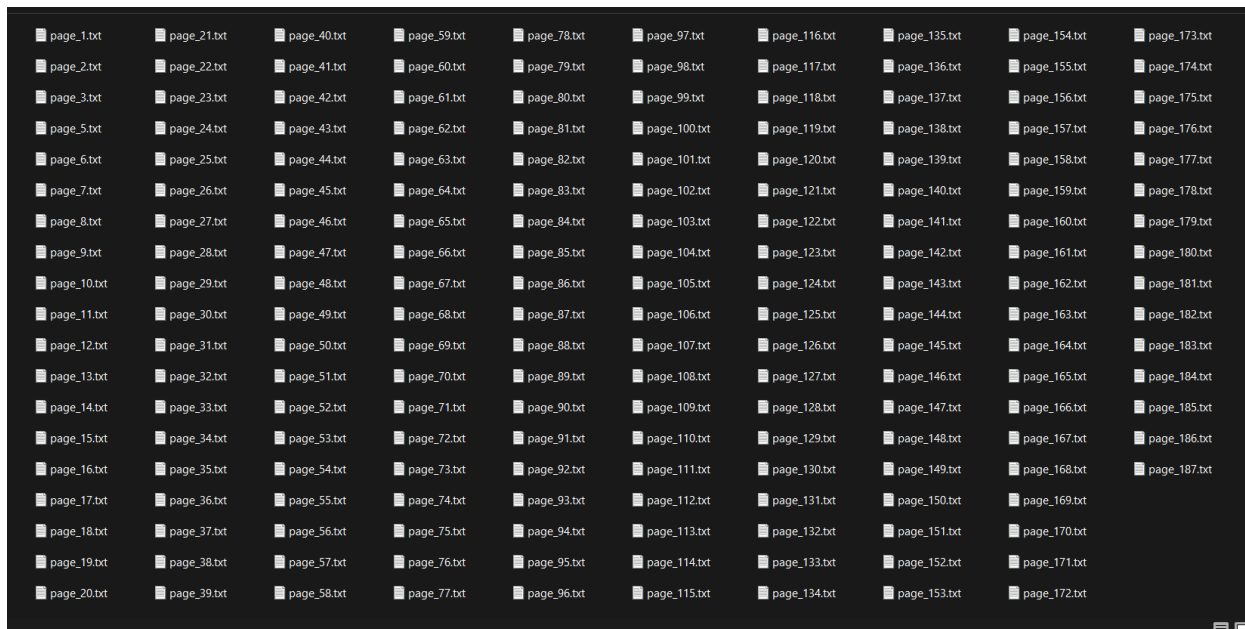 page_1.txt page_21.txt page_40.txt page_59.txt page_78.txt page_97.txt page_116.txt page_135.txt page_154.txt page_173.txt
page_2.txt page_22.txt page_41.txt page_60.txt page_79.txt page_98.txt page_117.txt page_136.txt page_155.txt page_174.txt
page_3.txt page_23.txt page_42.txt page_61.txt page_80.txt page_99.txt page_118.txt page_137.txt page_156.txt page_175.txt
page_5.txt page_24.txt page_43.txt page_62.txt page_81.txt page_100.txt page_119.txt page_138.txt page_157.txt page_176.txt
page_6.txt page_25.txt page_44.txt page_63.txt page_82.txt page_101.txt page_120.txt page_139.txt page_158.txt page_177.txt
page_7.txt page_26.txt page_45.txt page_64.txt page_83.txt page_102.txt page_121.txt page_140.txt page_159.txt page_178.txt
page_8.txt page_27.txt page_46.txt page_65.txt page_84.txt page_103.txt page_122.txt page_141.txt page_160.txt page_179.txt
page_9.txt page_28.txt page_47.txt page_66.txt page_85.txt page_104.txt page_123.txt page_142.txt page_161.txt page_180.txt
page_10.txt page_29.txt page_48.txt page_67.txt page_86.txt page_105.txt page_124.txt page_143.txt page_162.txt page_181.txt
page_11.txt page_30.txt page_49.txt page_68.txt page_87.txt page_106.txt page_125.txt page_144.txt page_163.txt page_182.txt
page_12.txt page_31.txt page_50.txt page_69.txt page_88.txt page_107.txt page_126.txt page_145.txt page_164.txt page_183.txt
page_13.txt page_32.txt page_51.txt page_70.txt page_89.txt page_108.txt page_127.txt page_146.txt page_165.txt page_184.txt
page_14.txt page_33.txt page_52.txt page_71.txt page_90.txt page_109.txt page_128.txt page_147.txt page_166.txt page_185.txt
page_15.txt page_34.txt page_53.txt page_72.txt page_91.txt page_110.txt page_129.txt page_148.txt page_167.txt page_186.txt
page_16.txt page_35.txt page_54.txt page_73.txt page_92.txt page_111.txt page_130.txt page_149.txt page_168.txt page_187.txt
page_17.txt page_36.txt page_55.txt page_74.txt page_93.txt page_112.txt page_131.txt page_150.txt page_169.txt
page_18.txt page_37.txt page_56.txt page_75.txt page_94.txt page_113.txt page_132.txt page_151.txt page_170.txt
page_19.txt page_38.txt page_57.txt page_76.txt page_95.txt page_114.txt page_133.txt page_152.txt page_171.txt
page_20.txt page_39.txt page_58.txt page_77.txt page_96.txt page_115.txt page_134.txt page_153.txt page_172.txt